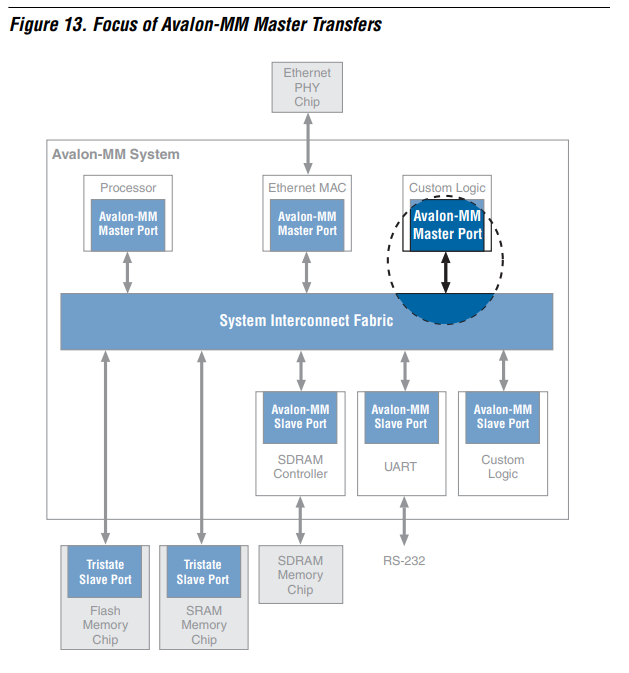 Figure 13. Focus of Avalon-MM Master Transfers
Ethernet
PHY
Chip
Avalon-MM System
Processor
Avalon-MM
Master Port
Ethernet MAC
Avalon-MM
Master Port
Custom Logic
Avalon-MM
Master Port
System Interconnect Fabric
Avalon-MM
Slave Port
SDRAM
Controller
Avalon-MM
Slave Port
UART
Avalon-MM
Slave Port
Custom
Logic
Tristate
Slave Port
Flash
Memory
Chip
Tristate
Slave Port
SRAM
Memory
Chip
SDRAM
Memory
Chip
RS-232